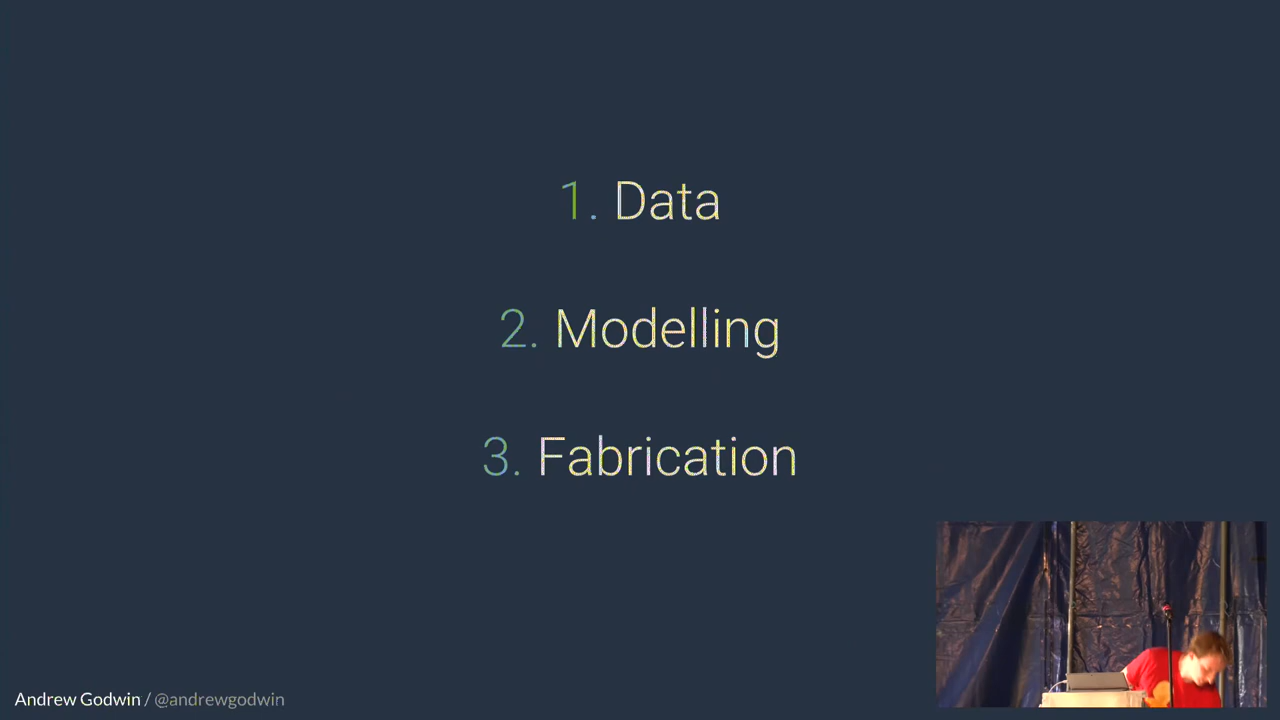 1. Data
2. Modelling
3. Fabrication
Andrew Godwin / @andrewgodwin